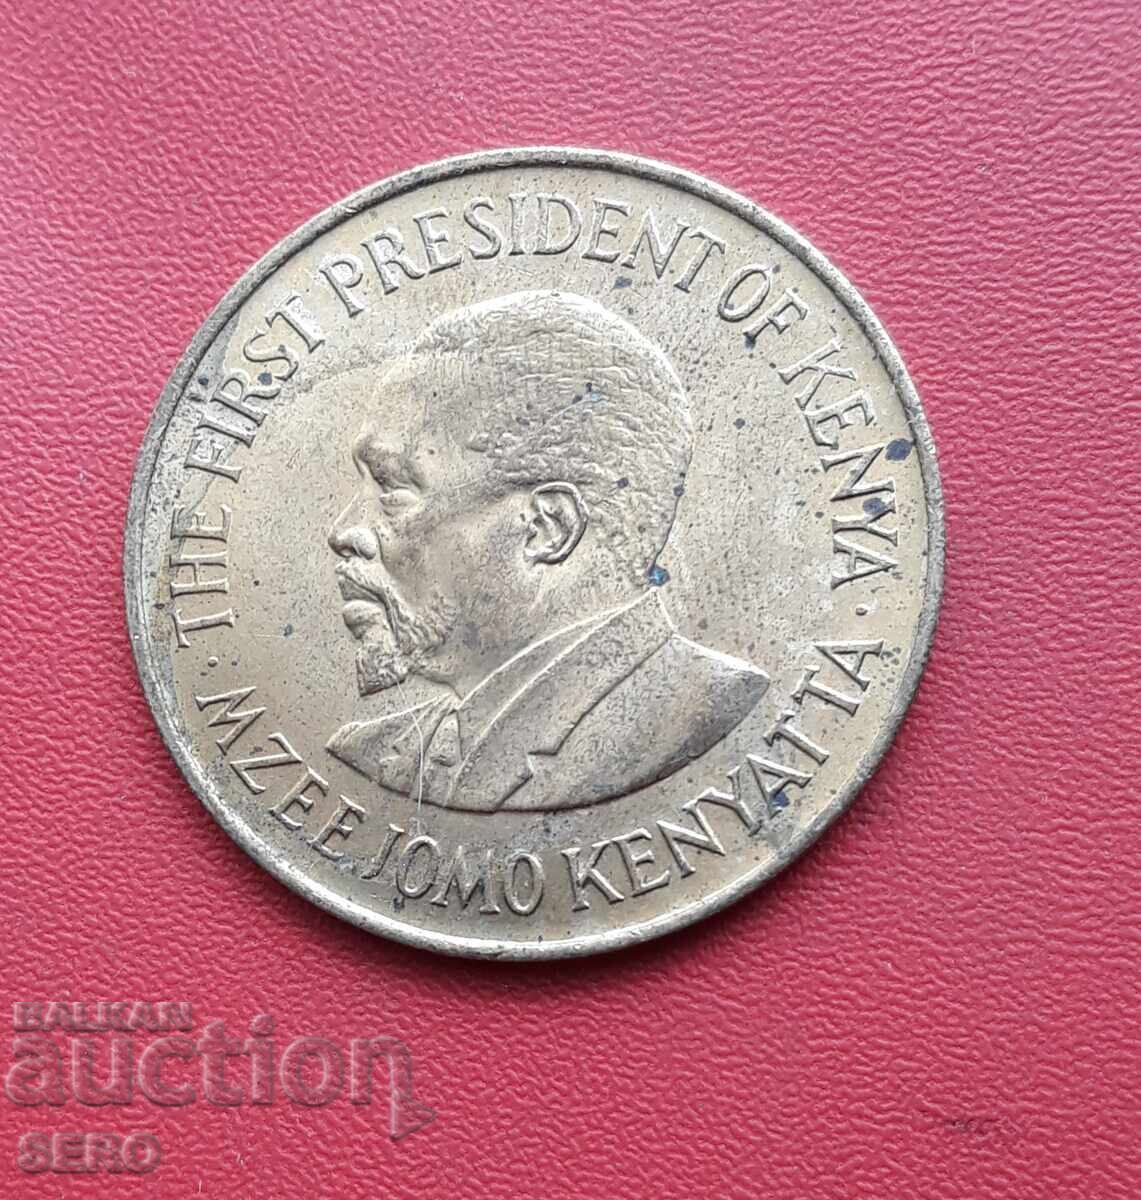 · THE FIRST PRESIDENT OF KENYA ·
MZEE JOMO KENYATTA
BALKAN
auction
SERO